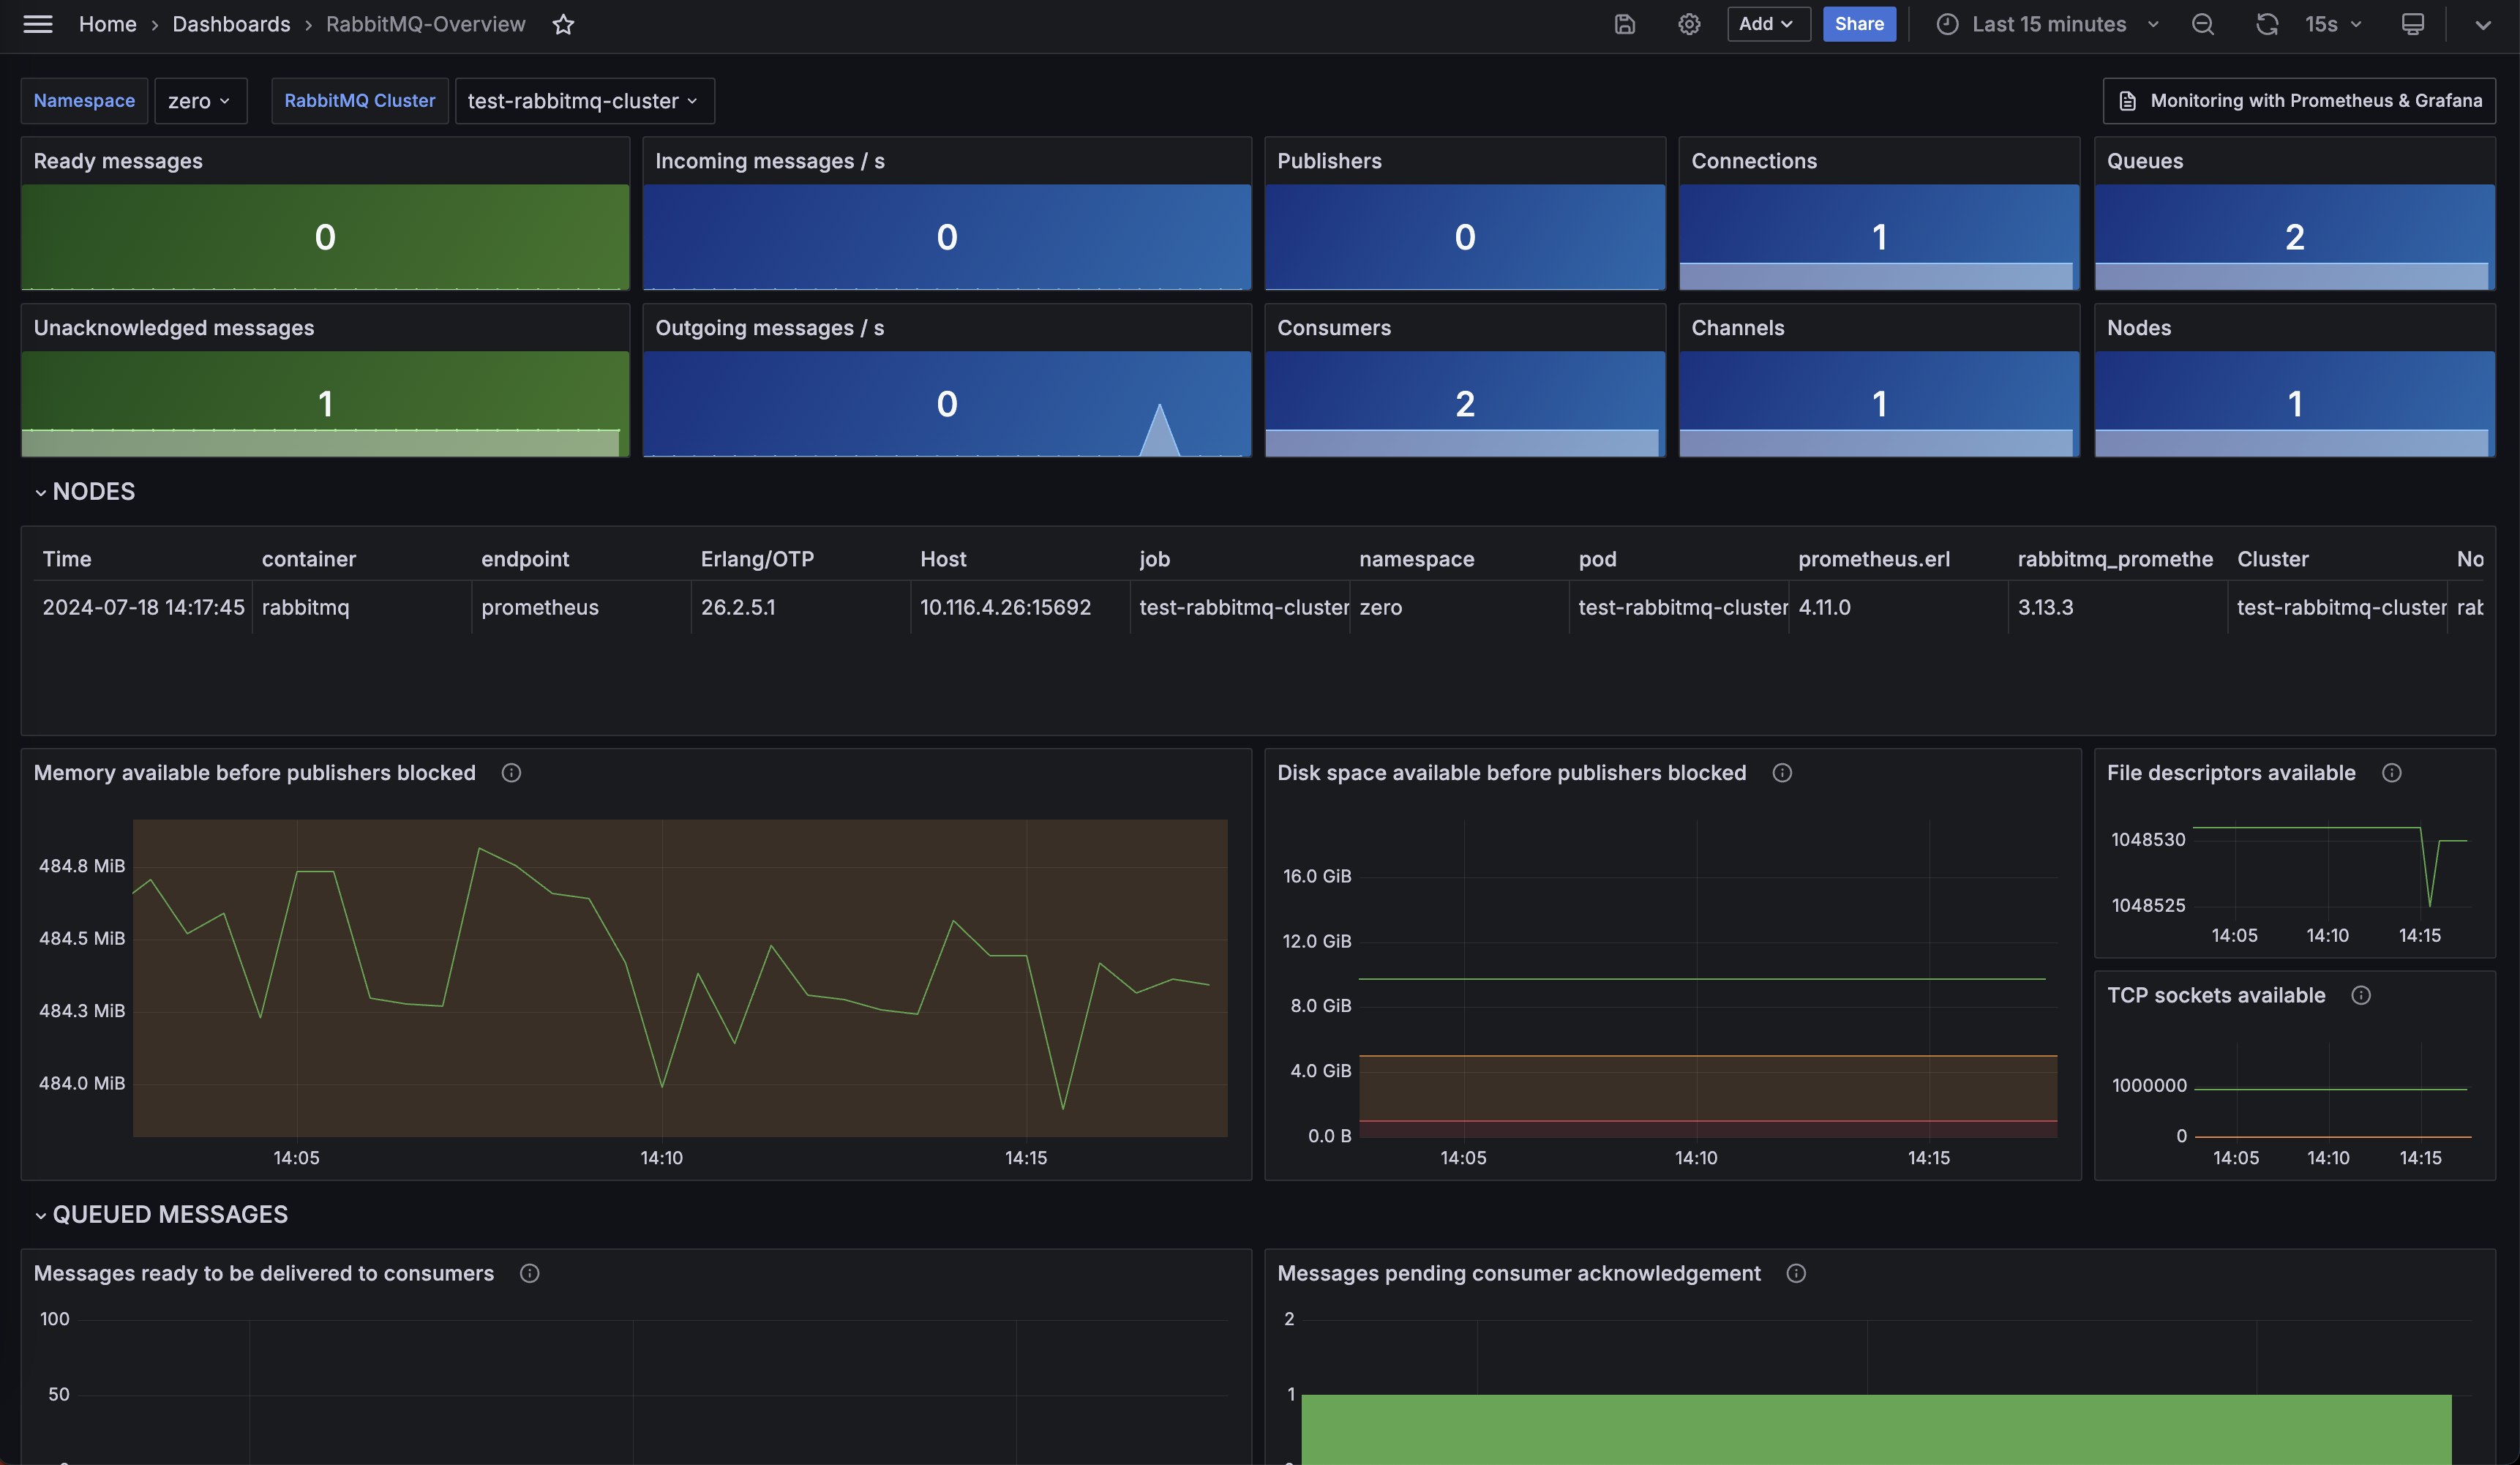 Home › Dashboards › RabbitMQ-Overview
Add
Share
Last 15 minutes
15s
Namespace
zero
RabbitMQ Cluster
test-rabbitmq-cluster
Monitoring with Prometheus & Grafana
Ready messages
0
Incoming messages / s
0
Publishers
0
Connections
1
Queues
2
Unacknowledged messages
1
Outgoing messages / s
0
Consumers
2
Channels
1
Nodes
1
NODES
Time container endpoint Erlang/OTP Host job namespace pod prometheus.erl rabbitmq_promethe Cluster No
2024-07-18 14:17:45 rabbitmq prometheus 26.2.5.1 10.116.4.26:15692 test-rabbitmq-cluster zero test-rabbitmq-cluster 4.11.0 3.13.3 test-rabbitmq-cluster rab
Memory available before publishers blocked
484.8 MiB
484.5 MiB
484.3 MiB
484.0 MiB
14:05 14:10 14:15
Disk space available before publishers blocked
16.0 GiB
12.0 GiB
8.0 GiB
4.0 GiB
0.0 B
14:05 14:10 14:15
File descriptors available
1048530
1048525
14:05 14:10 14:15
TCP sockets available
1000000
0
14:05 14:10 14:15
QUEUED MESSAGES
Messages ready to be delivered to consumers
100
50
Messages pending consumer acknowledgement
2
1